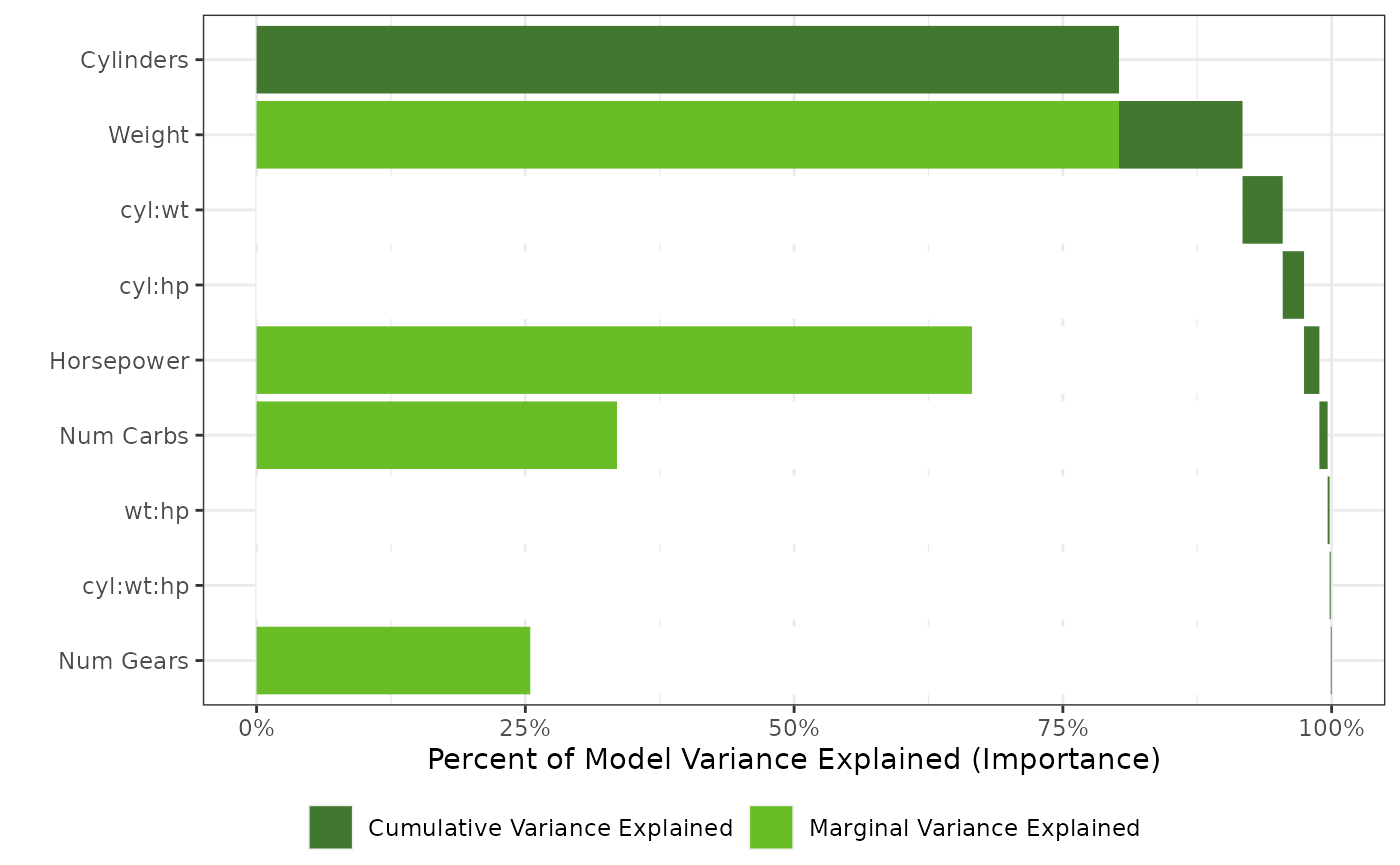 Cylinders
Weight
cyl:wt
cyl:hp
Horsepower
Num Carbs
wt:hp
cyl:wt:hp
Num Gears
0% 25% 50% 75% 100%
Percent of Model Variance Explained (Importance)
Cumulative Variance Explained Marginal Variance Explained